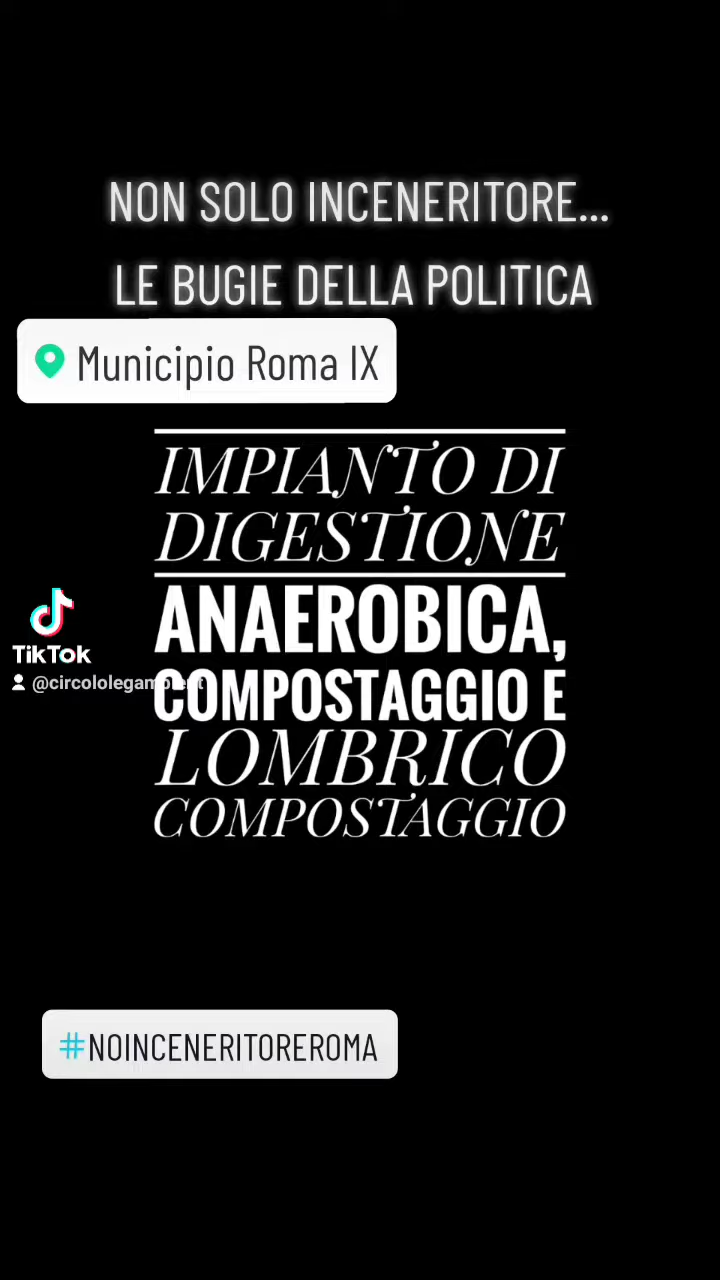 NON SOLO INCENERITORE...
LE BUGIE DELLA POLITICA
Municipio Roma IX
IMPIANTO DI
DIGESTIONE
ANAEROBICA,
COMPOSTAGGIO E
LOMBRICO
COMPOSTAGGIO
TikTok
#NOINCENERITOREROMA